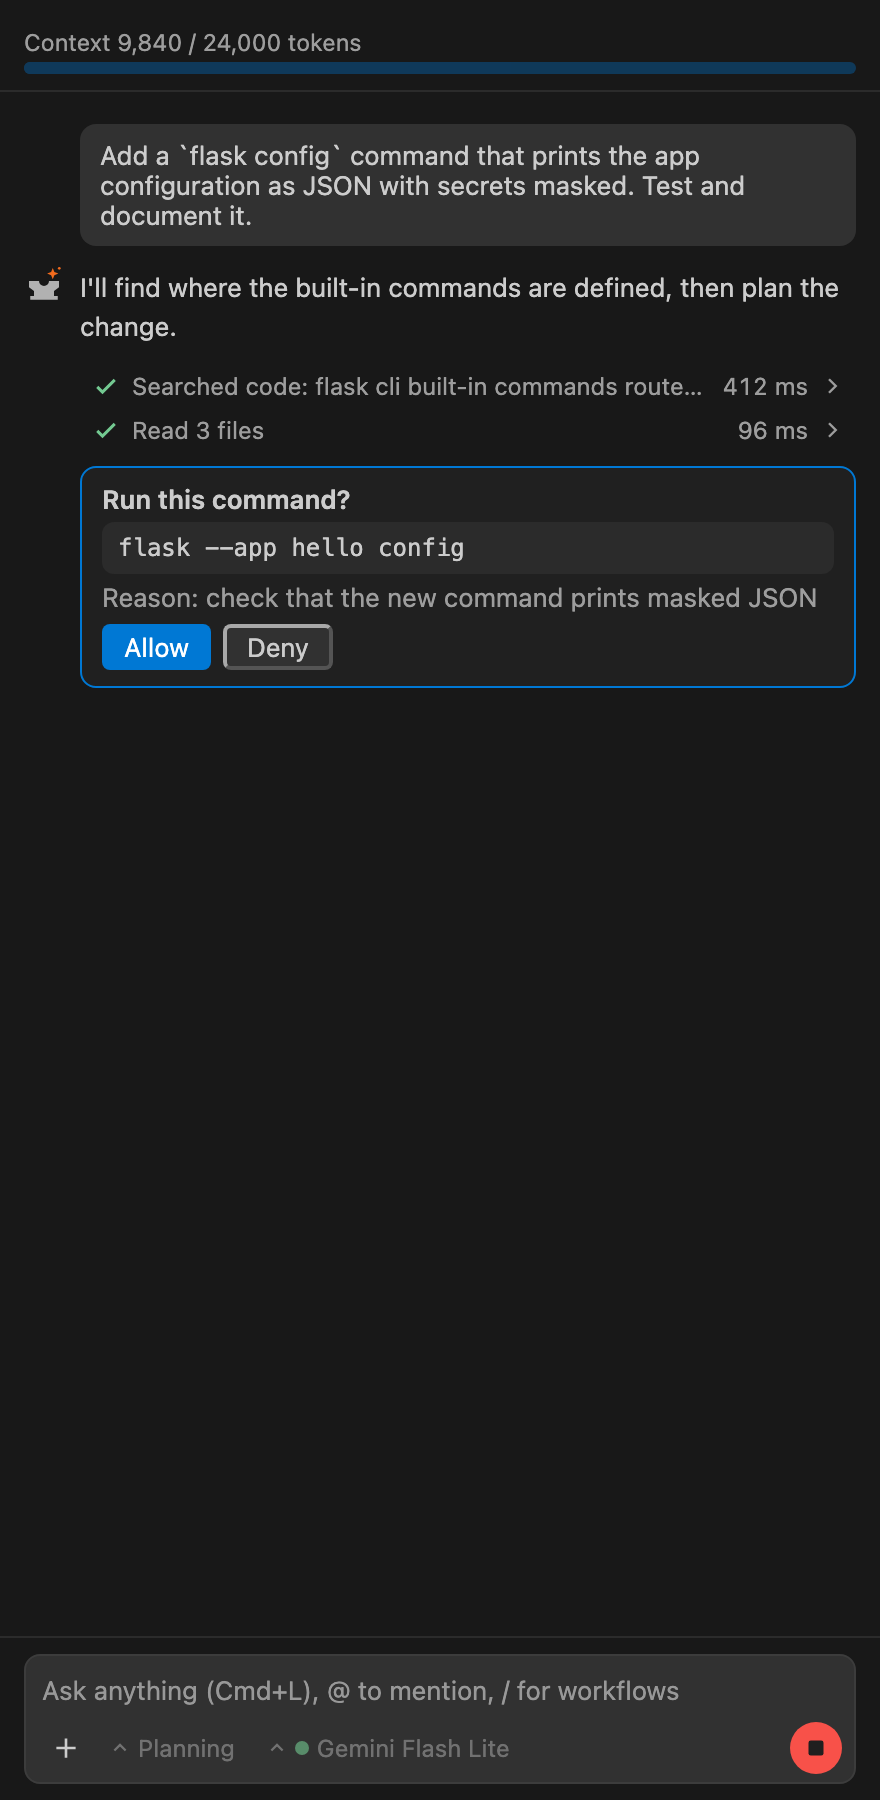 Context 9,840 / 24,000 tokens
Add a `flask config` command that prints the app
configuration as JSON with secrets masked. Test and
document it.
I'll find where the built-in commands are defined, then plan the
change.
Searched code: flask cli built-in commands route... 412 ms
Read 3 files 96 ms
Run this command?
flask --app hello config
Reason: check that the new command prints masked JSON
Allow Deny
Ask anything (Cmd+L), @ to mention, / for workflows
Planning Gemini Flash Lite